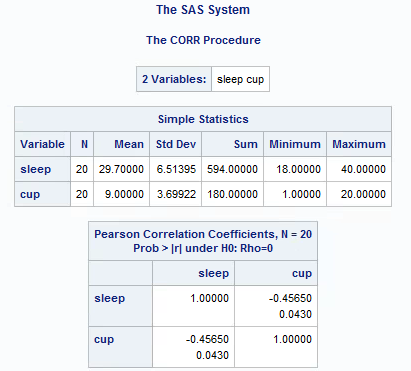 The SAS System
The CORR Procedure
2 Variables: sleep cup
Simple Statistics
Variable N Mean Std Dev Sum Minimum Maximum
sleep 20 29.70000 6.51395 594.00000 18.00000 40.00000
cup 20 9.00000 3.69922 180.00000 1.00000 20.00000
Pearson Correlation Coefficients, N = 20
Prob > |r| under H0: Rho=0
sleep cup
sleep 1.00000 -0.45650
0.0430
cup -0.45650 1.00000
0.0430